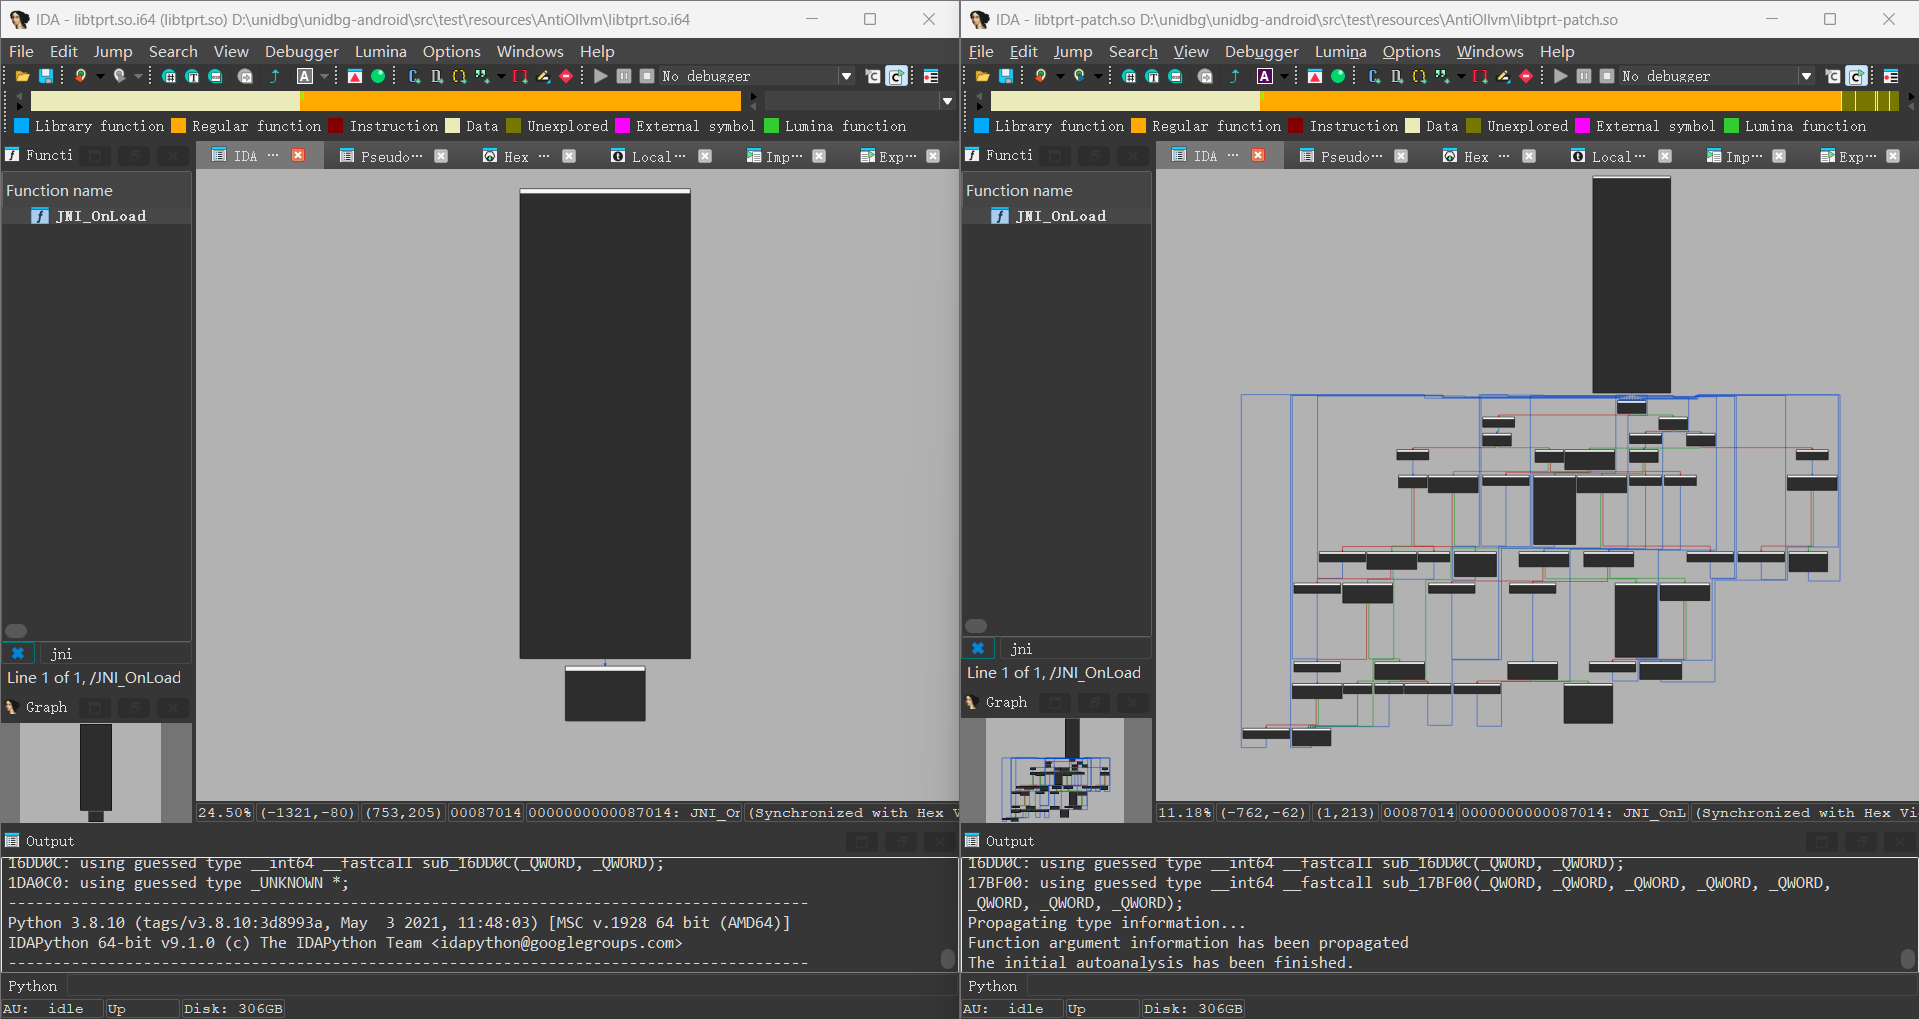 IDA - libtprt.so.i64 (libtprt.so) D:\unidbg\unidbg-android\src\test\resources\AntiOllvm\libtprt.so.i64
File Edit Jump Search View Debugger Lumina Options Windows Help
No debugger
Library function Regular function Instruction Data Unexplored External symbol Lumina function
Functi
IDA ··· Pseudo··· Hex ··· Local··· Imp··· Exp···
Function name
f JNI_OnLoad
jni
Line 1 of 1, /JNI_OnLoad
Graph
24.50% (-1321,-80) (753,205) 00087014 0000000000087014: JNI_Or (Synchronized with Hex V
Output
16DD0C: using guessed type __int64 __fastcall sub_16DD0C(_QWORD, _QWORD);
1DA0C0: using guessed type _UNKNOWN *;
Python 3.8.10 (tags/v3.8.10:3d8993a, May  3 2021, 11:48:03) [MSC v.1928 64 bit (AMD64)]
IDAPython 64-bit v9.1.0 (c) The IDAPython Team <idapython@googlegroups.com>
Python
AU: idle Up Disk: 306GB
IDA - libtprt-patch.so D:\unidbg\unidbg-android\src\test\resources\AntiOllvm\libtprt-patch.so
File Edit Jump Search View Debugger Lumina Options Windows Help
No debugger
Library function Regular function Instruction Data Unexplored External symbol Lumina function
Functi
IDA ··· Pseudo··· Hex ··· Local··· Imp··· Exp···
Function name
f JNI_OnLoad
jni
Line 1 of 1, /JNI_OnLoad
Graph
11.18% (-762,-62) (1,213) 00087014 0000000000087014: JNI_OnL (Synchronized with Hex Vi
Output
16DD0C: using guessed type __int64 __fastcall sub_16DD0C(_QWORD, _QWORD);
17BF00: using guessed type __int64 __fastcall sub_17BF00(_QWORD, _QWORD, _QWORD, _QWORD, _QWORD,
_QWORD, _QWORD, _QWORD);
Propagating type information...
Function argument information has been propagated
The initial autoanalysis has been finished.
Python
AU: idle Up Disk: 306GB